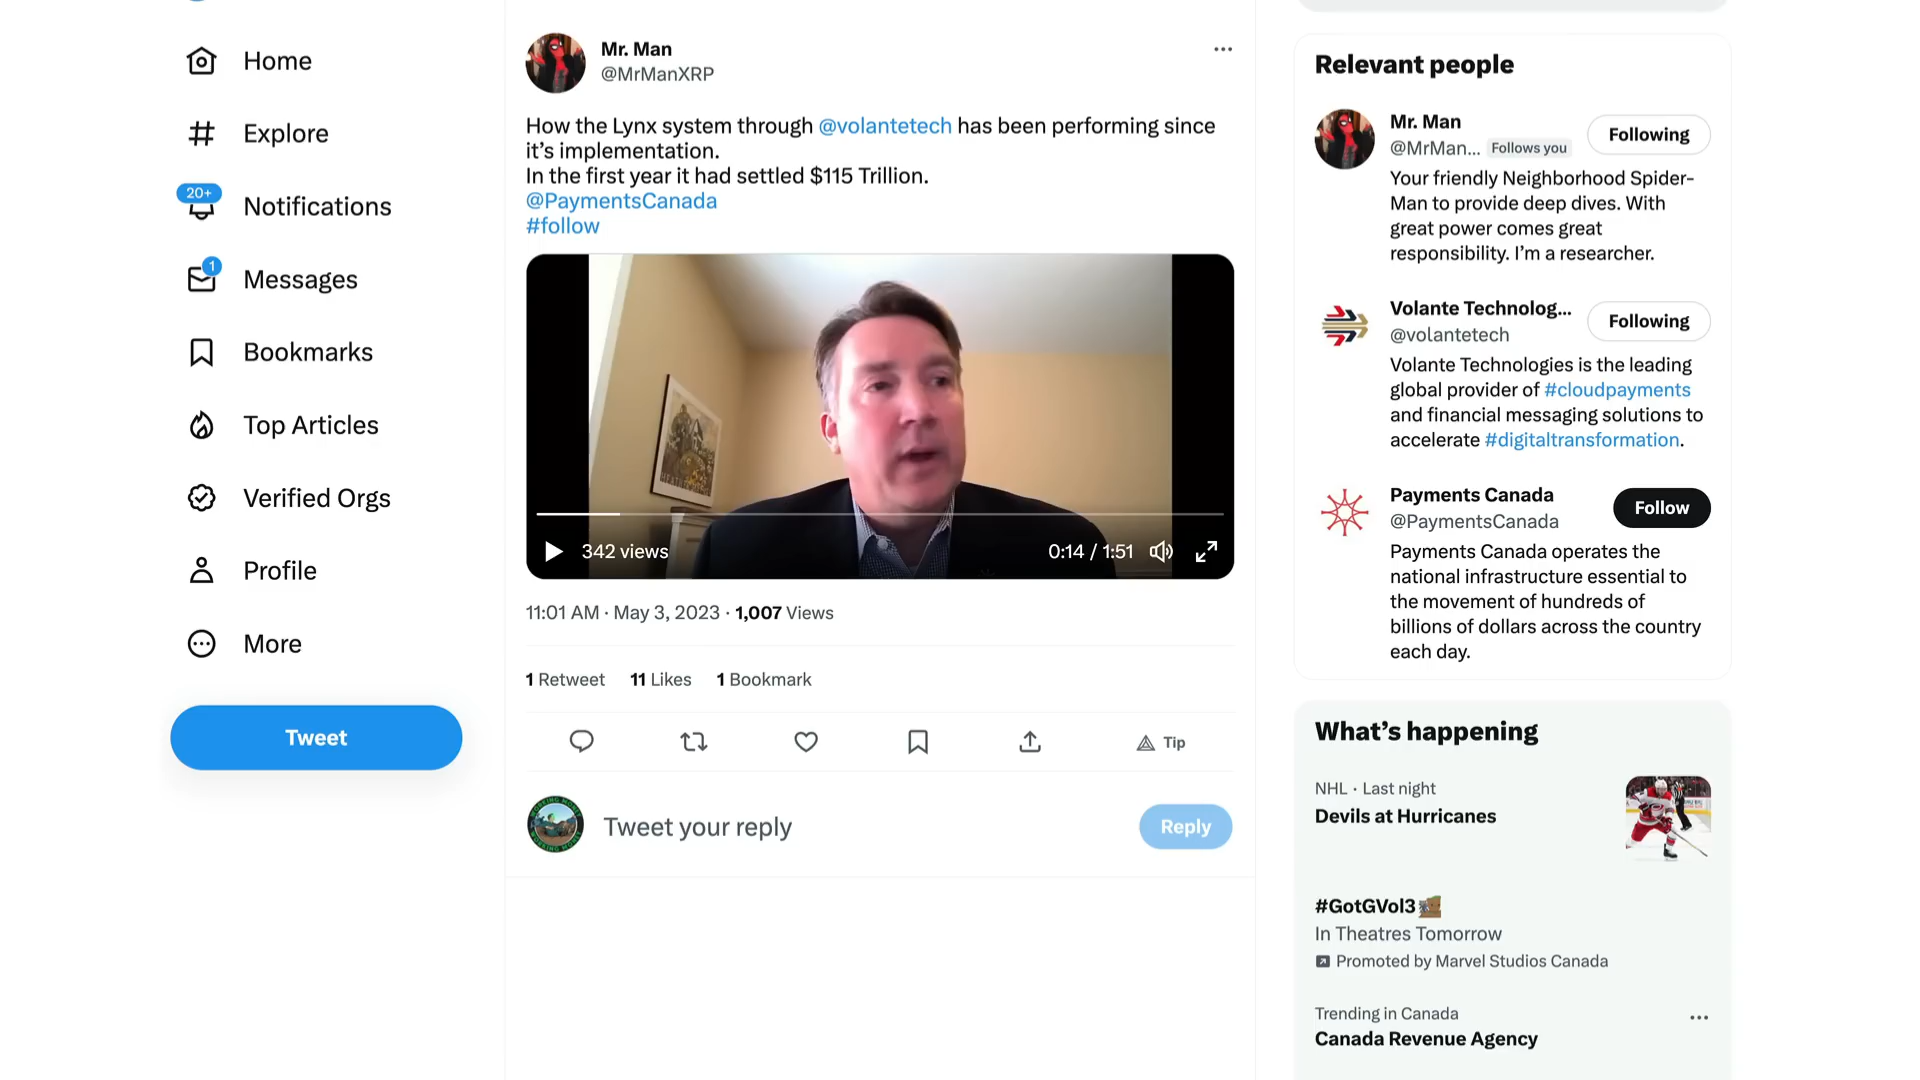 Home
Explore
20+
Notifications
1
Messages
Bookmarks
Top Articles
Verified Orgs
Profile
More
Tweet
Mr. Man
@MrManXRP
How the Lynx system through @volantetech has been performing since
it’s implementation.
In the first year it had settled $115 Trillion.
@PaymentsCanada
#follow
342 views
0:14 / 1:51
11:01 AM · May 3, 2023 · 1,007 Views
1 Retweet 11 Likes 1 Bookmark
Tip
Tweet your reply
Reply
Relevant people
Mr. Man
@MrMan... Follows you
Following
Your friendly Neighborhood Spider-
Man to provide deep dives. With
great power comes great
responsibility. I’m a researcher.
Volante Technolog...
@volantetech
Following
Volante Technologies is the leading
global provider of #cloudpayments
and financial messaging solutions to
accelerate #digitaltransformation.
Payments Canada
@PaymentsCanada
Follow
Payments Canada operates the
national infrastructure essential to
the movement of hundreds of
billions of dollars across the country
each day.
What’s happening
NHL · Last night
Devils at Hurricanes
#GotGVol3
In Theatres Tomorrow
Promoted by Marvel Studios Canada
Trending in Canada
Canada Revenue Agency